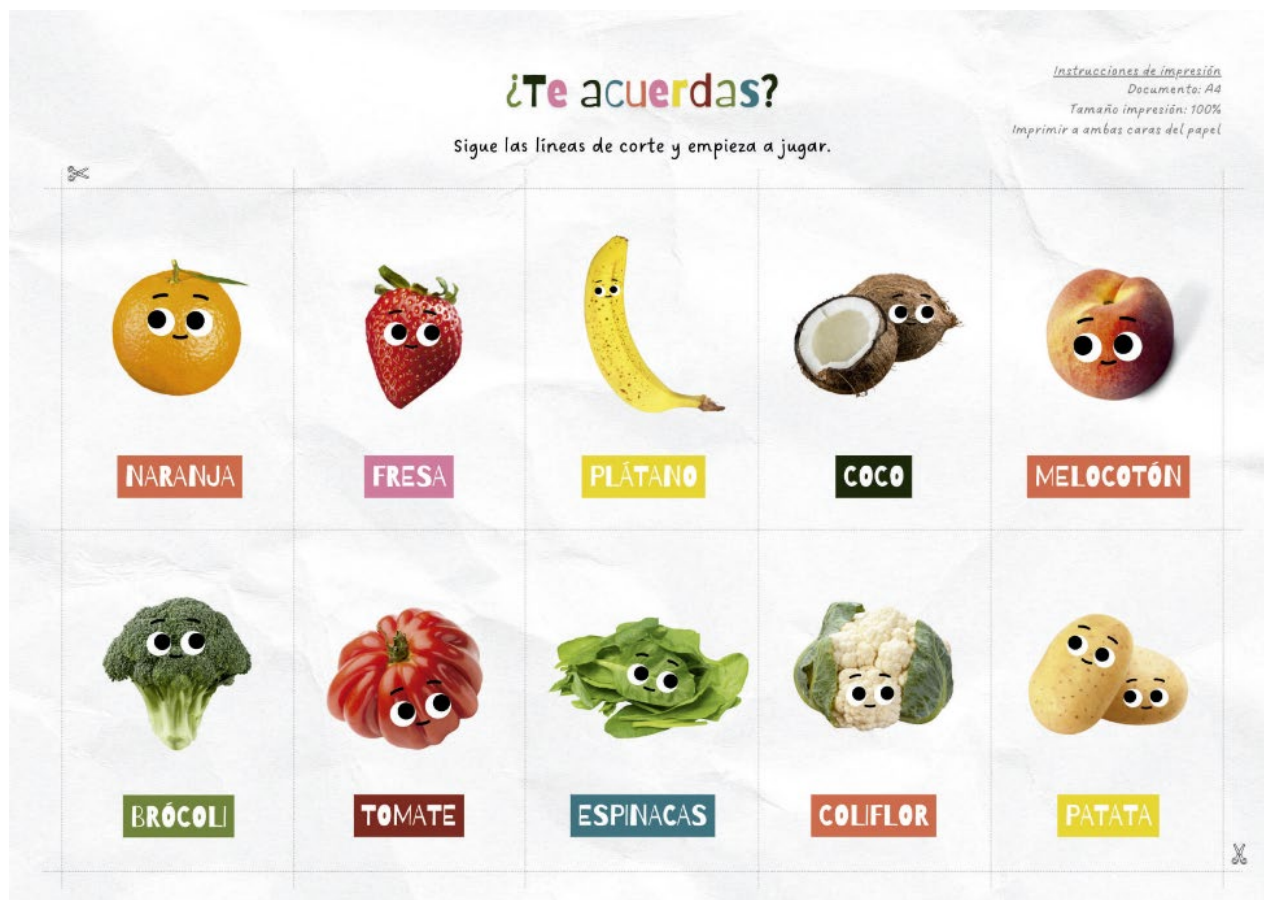 ¿Te acuerdas?
Sigue las líneas de corte y empieza a jugar.
Instrucciones de impresión
Documento: A4
Tamaño impresión: 100%
Imprimir a ambas caras del papel
NARANJA
FRESA
PLÁTANO
COCO
MELOCOTÓN
BRÓCOLI
TOMATE
ESPINACAS
COLIFLOR
PATATA